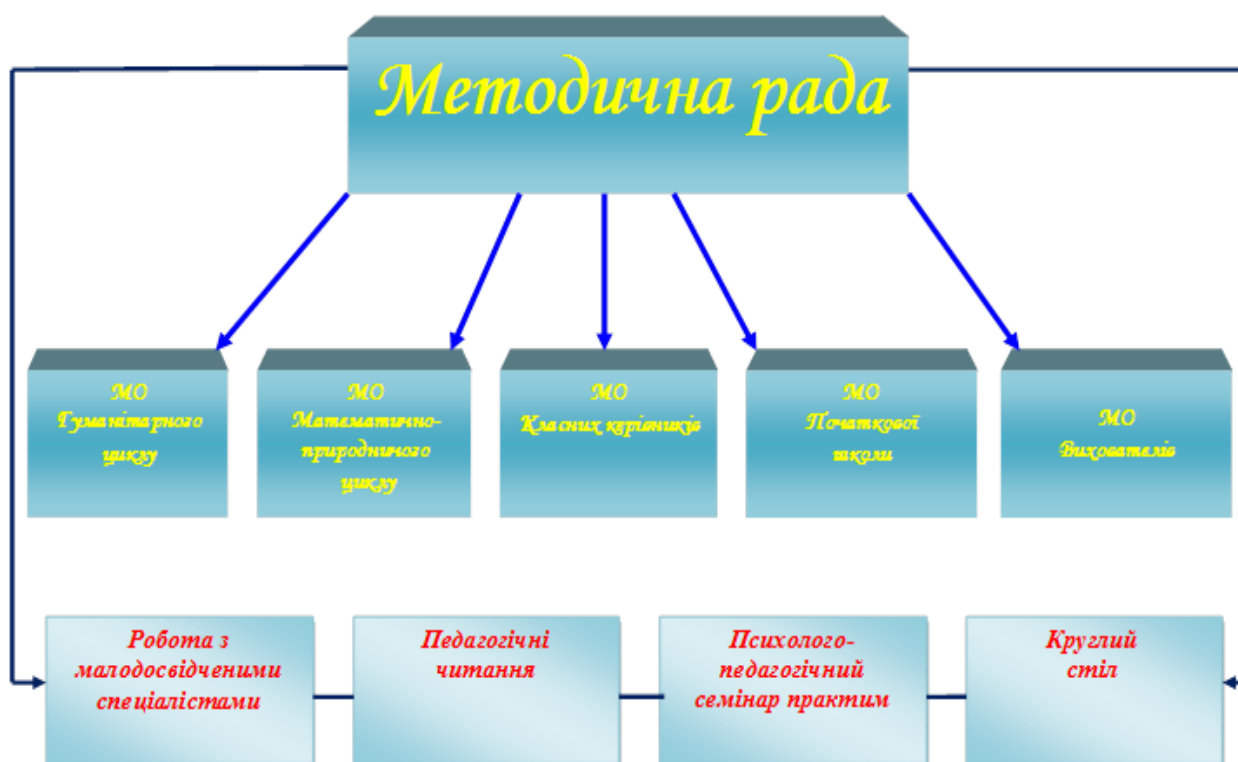 Методична рада
МО
Гуманітарного
циклу
МО
Математично-
природничого
циклу
МО
Класних керівників
МО
Початкової
школи
МО
Вихователів
Робота з
малодосвідченими
спеціалістами
Педагогічні
читання
Психолого-
педагогічний
семінар практим
Круглий
стіл